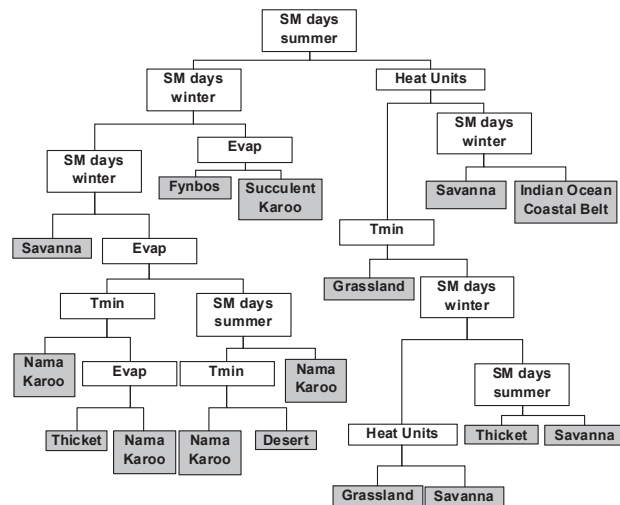 SM days
summer
SM days
winter
Heat Units
SM days
winter
Evap
SM days
winter
Fynbos
Succulent
Karoo
Savanna
Indian Ocean
Coastal Belt
Savanna
Evap
Tmin
Grassland
SM days
winter
Tmin
SM days
summer
Nama
Karoo
Evap
Tmin
Nama
Karoo
SM days
summer
Thicket
Nama
Karoo
Nama
Karoo
Desert
Heat Units
Thicket
Savanna
Grassland
Savanna